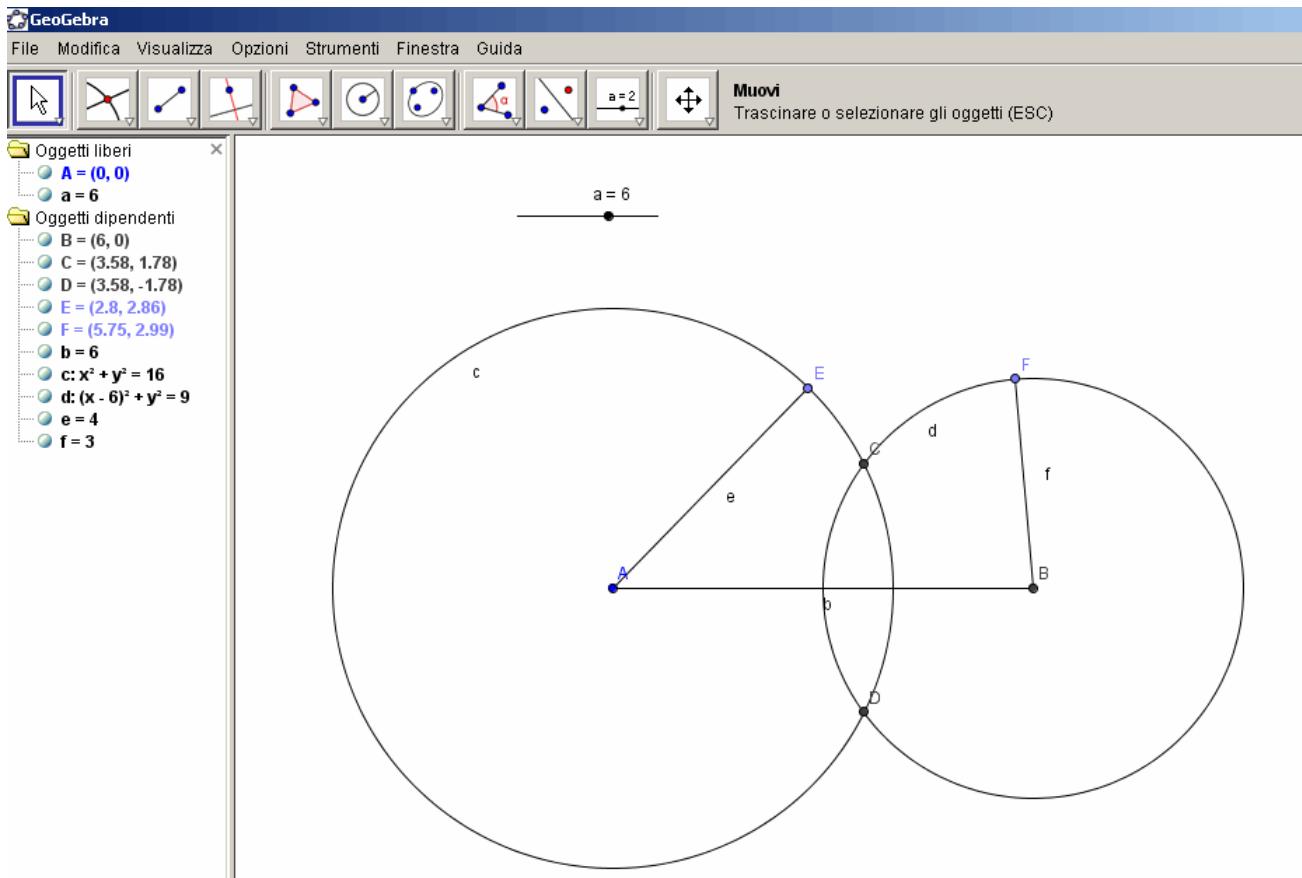 GeoGebra
File Modifica Visualizza Opzioni Strumenti Finestra Guida
α
a=2
Muovi
Trascinare o selezionare gli oggetti (ESC)
Oggetti liberi
A = (0, 0)
a = 6
Oggetti dipendenti
B = (6, 0)
C = (3.58, 1.78)
D = (3.58, -1.78)
E = (2.8, 2.86)
F = (5.75, 2.99)
b = 6
c: x² + y² = 16
d: (x - 6)² + y² = 9
e = 4
f = 3
a = 6
c
E
F
d
C
f
e
A
B
b
D